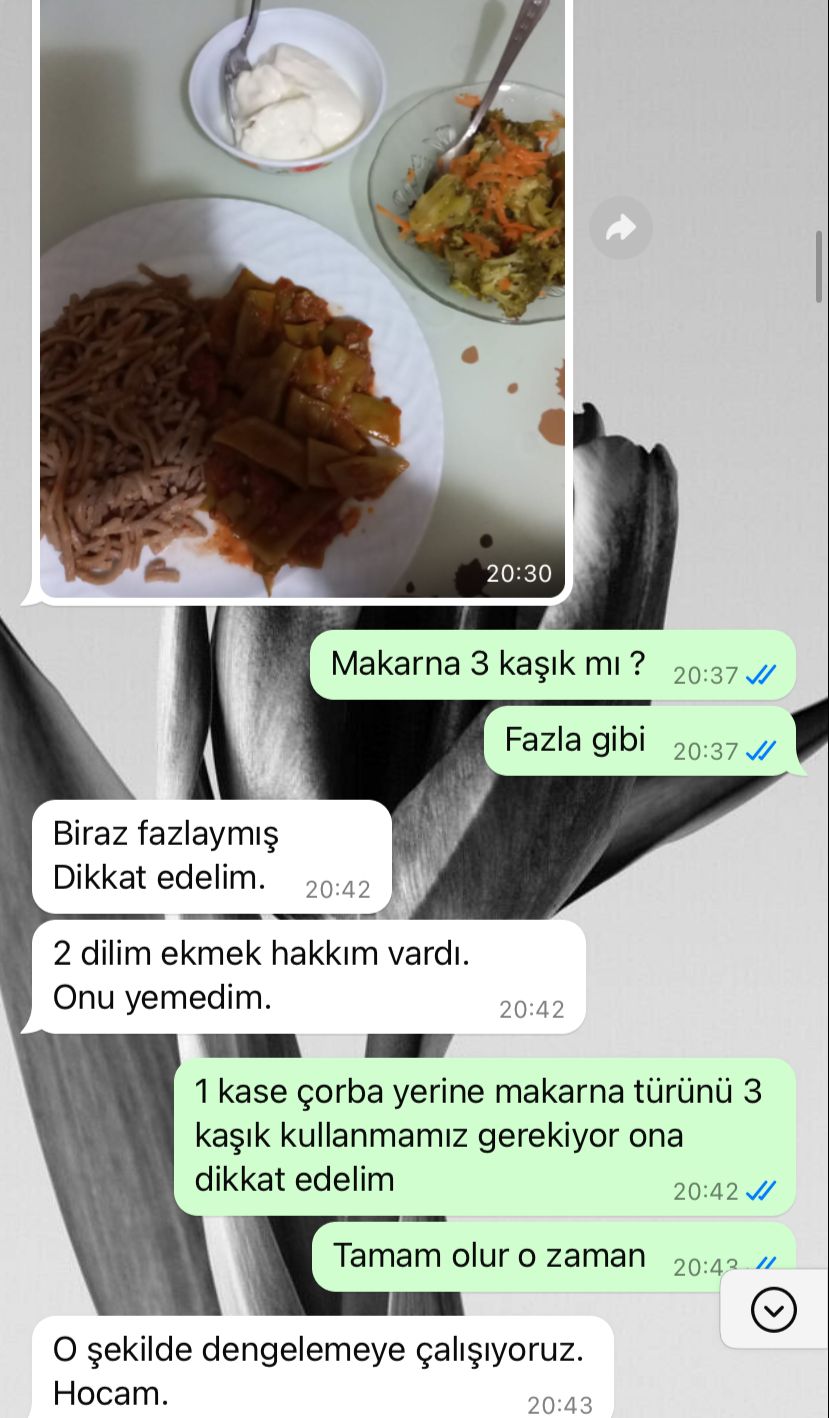 20:30
Makarna 3 kaşık mı ? 20:37
Fazla gibi 20:37
Biraz fazlaymış
Dikkat edelim. 20:42
2 dilim ekmek hakkım vardı.
Onu yemedim. 20:42
1 kase çorba yerine makarna türünü 3
kaşık kullanmamız gerekiyor ona
dikkat edelim 20:42
Tamam olur o zaman 20:43
O şekilde dengelemeye çalışıyoruz.
Hocam. 20:43